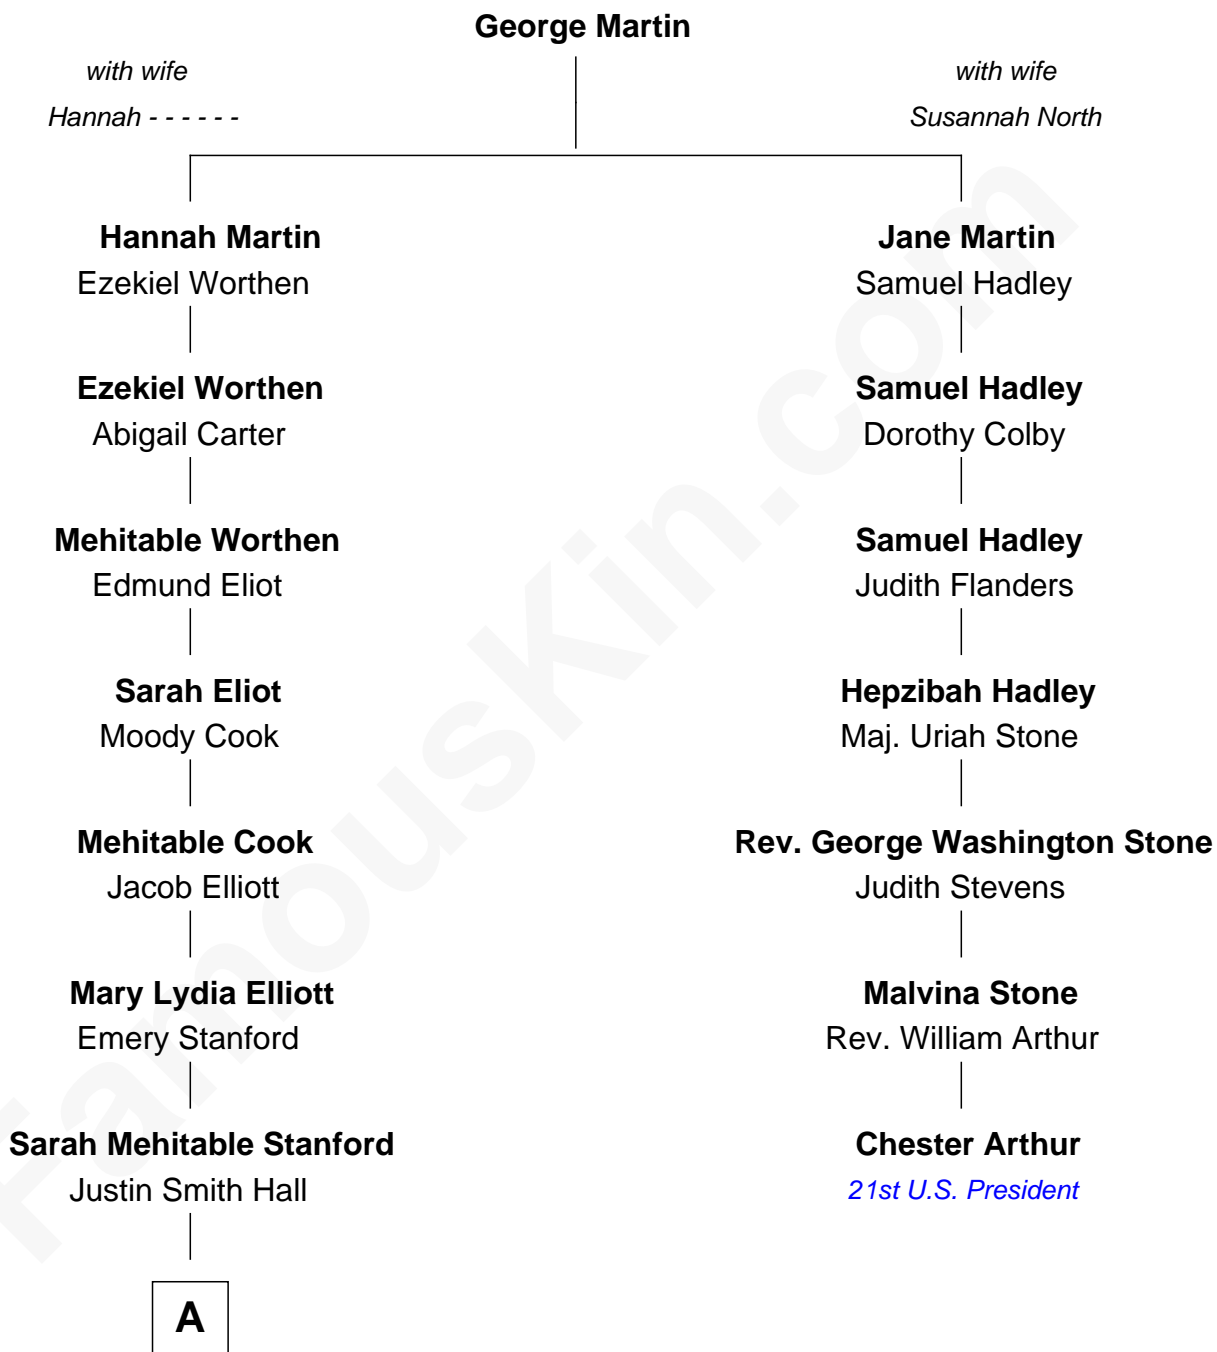 George Martin
with wife
Hannah - - - - - -
with wife
Susannah North
Hannah Martin
Ezekiel Worthen
Jane Martin
Samuel Hadley
Ezekiel Worthen
Abigail Carter
Samuel Hadley
Dorothy Colby
Mehitable Worthen
Edmund Eliot
Samuel Hadley
Judith Flanders
Sarah Eliot
Moody Cook
Hepzibah Hadley
Maj. Uriah Stone
Mehitable Cook
Jacob Elliott
Rev. George Washington Stone
Judith Stevens
Mary Lydia Elliott
Emery Stanford
Malvina Stone
Rev. William Arthur
Sarah Mehitable Stanford
Justin Smith Hall
Chester Arthur
21st U.S. President
A
FamousKin.com